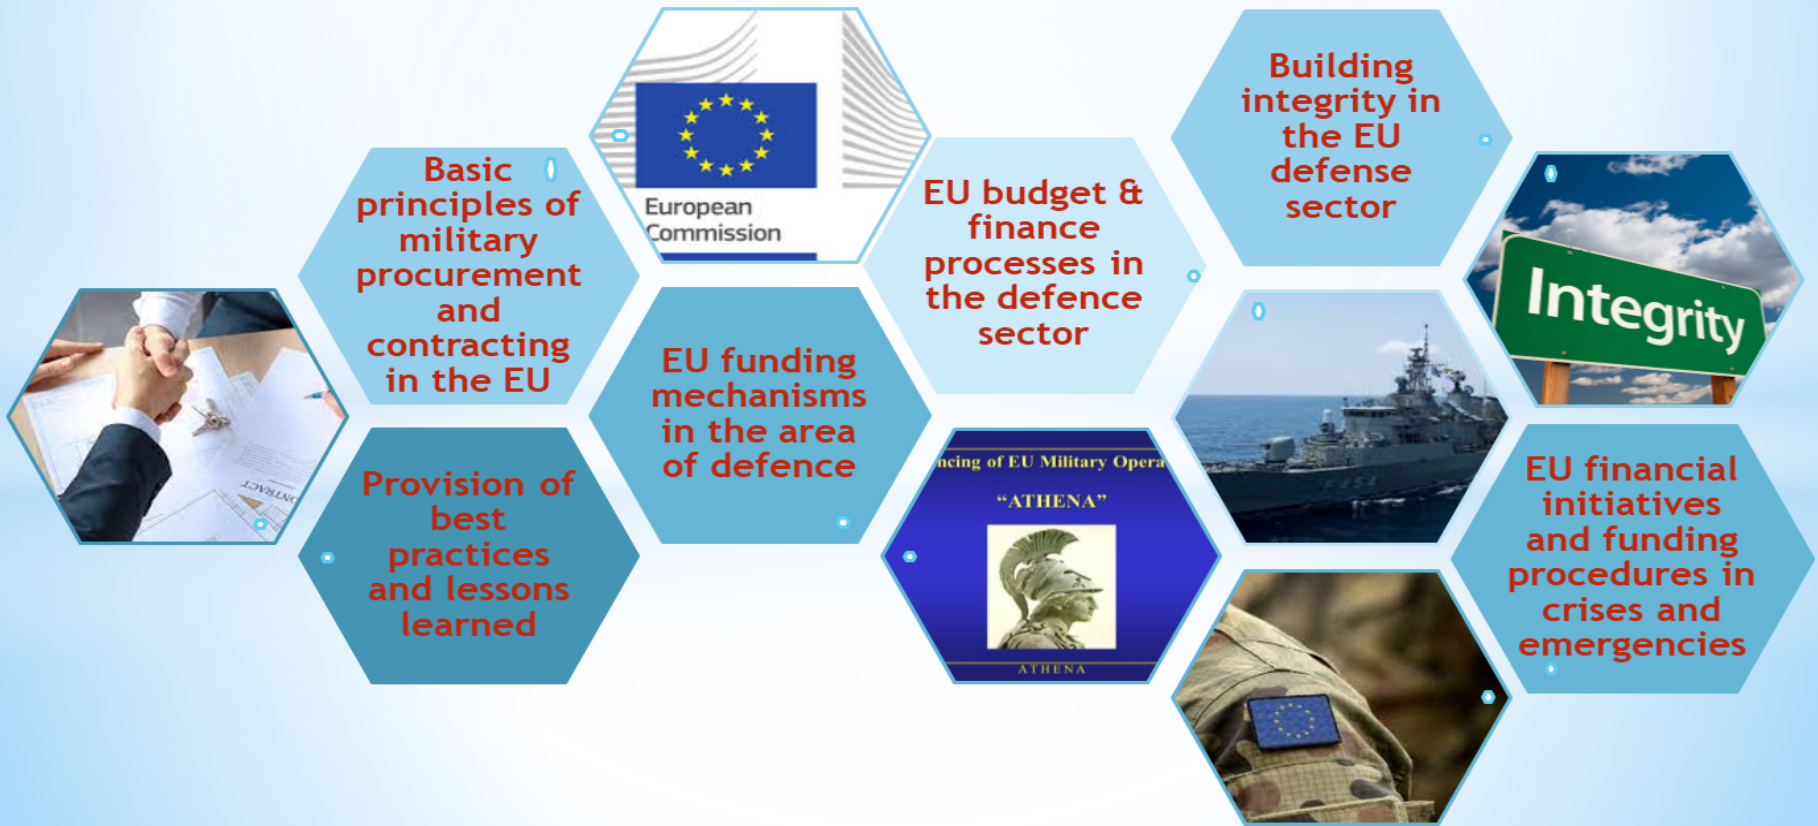 Basic
principles of
military
procurement
and
contracting
in the EU
Provision of
best
practices
and lessons
learned
CONTRACT
European
Commission
EU funding
mechanisms
in the area
of defence
EU budget &
finance
processes in
the defence
sector
ncing of EU Military Opera
“ATHENA”
ATHENA
Building
integrity in
the EU
defense
sector
Integrity
EU financial
initiatives
and funding
procedures in
crises and
emergencies